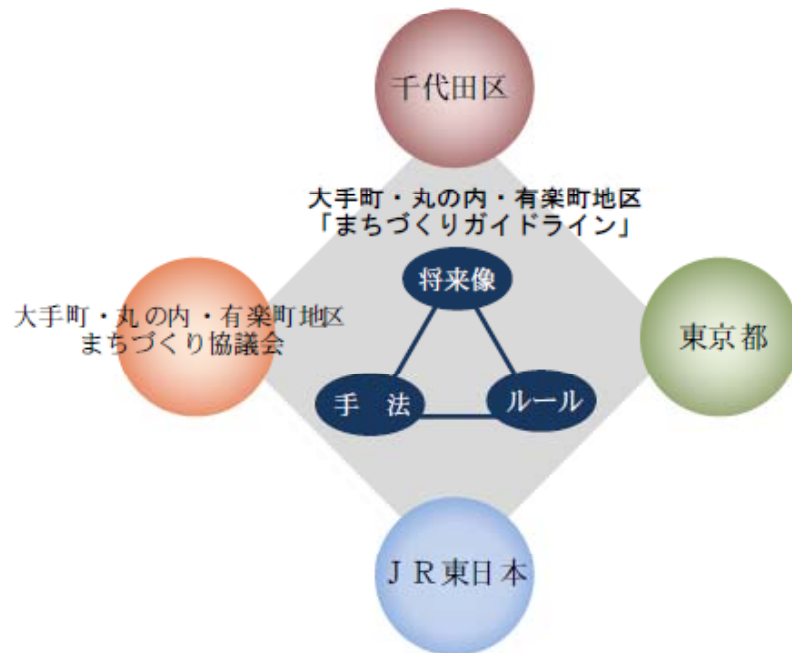 千代田区
大手町・丸の内・有楽町地区
「まちづくりガイドライン」
将来像
大手町・丸の内・有楽町地区
まちづくり協議会
東京都
手 法
ルール
JR東日本